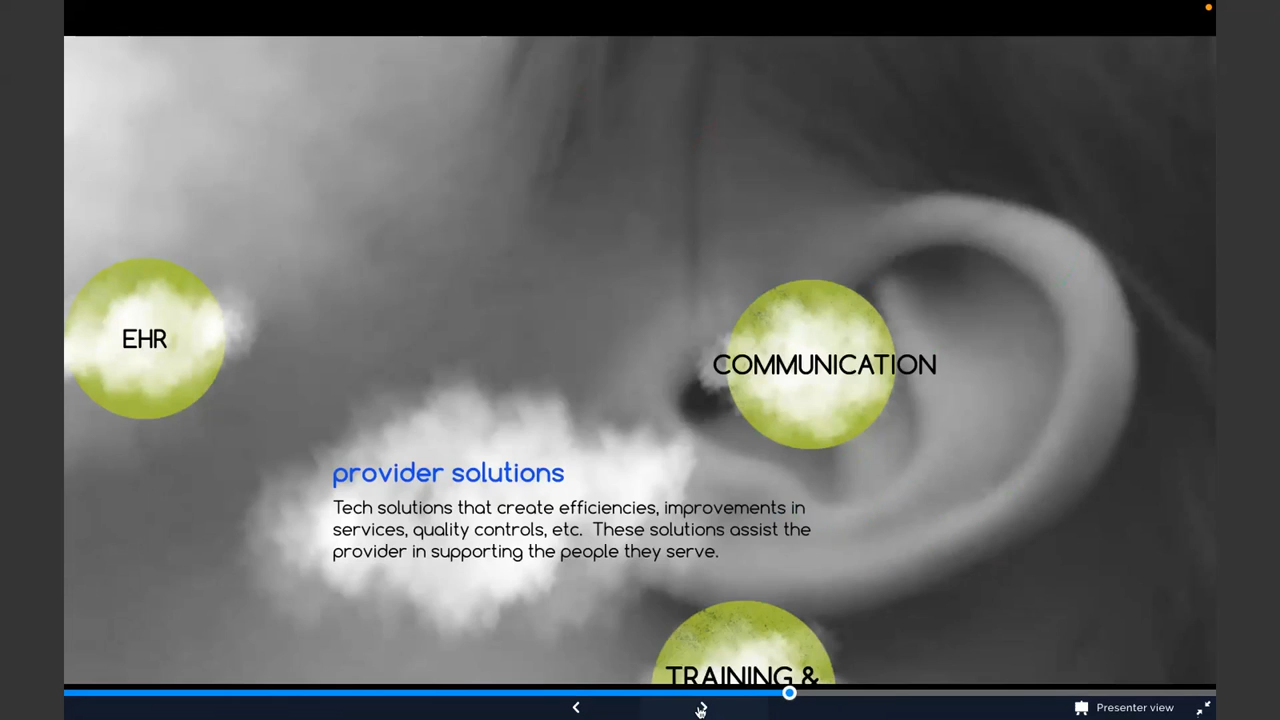 EHR
COMMUNICATION
provider solutions
Tech solutions that create efficiencies, improvements in
services, quality controls, etc.  These solutions assist the
provider in supporting the people they serve.
TRAINING &
Presenter view